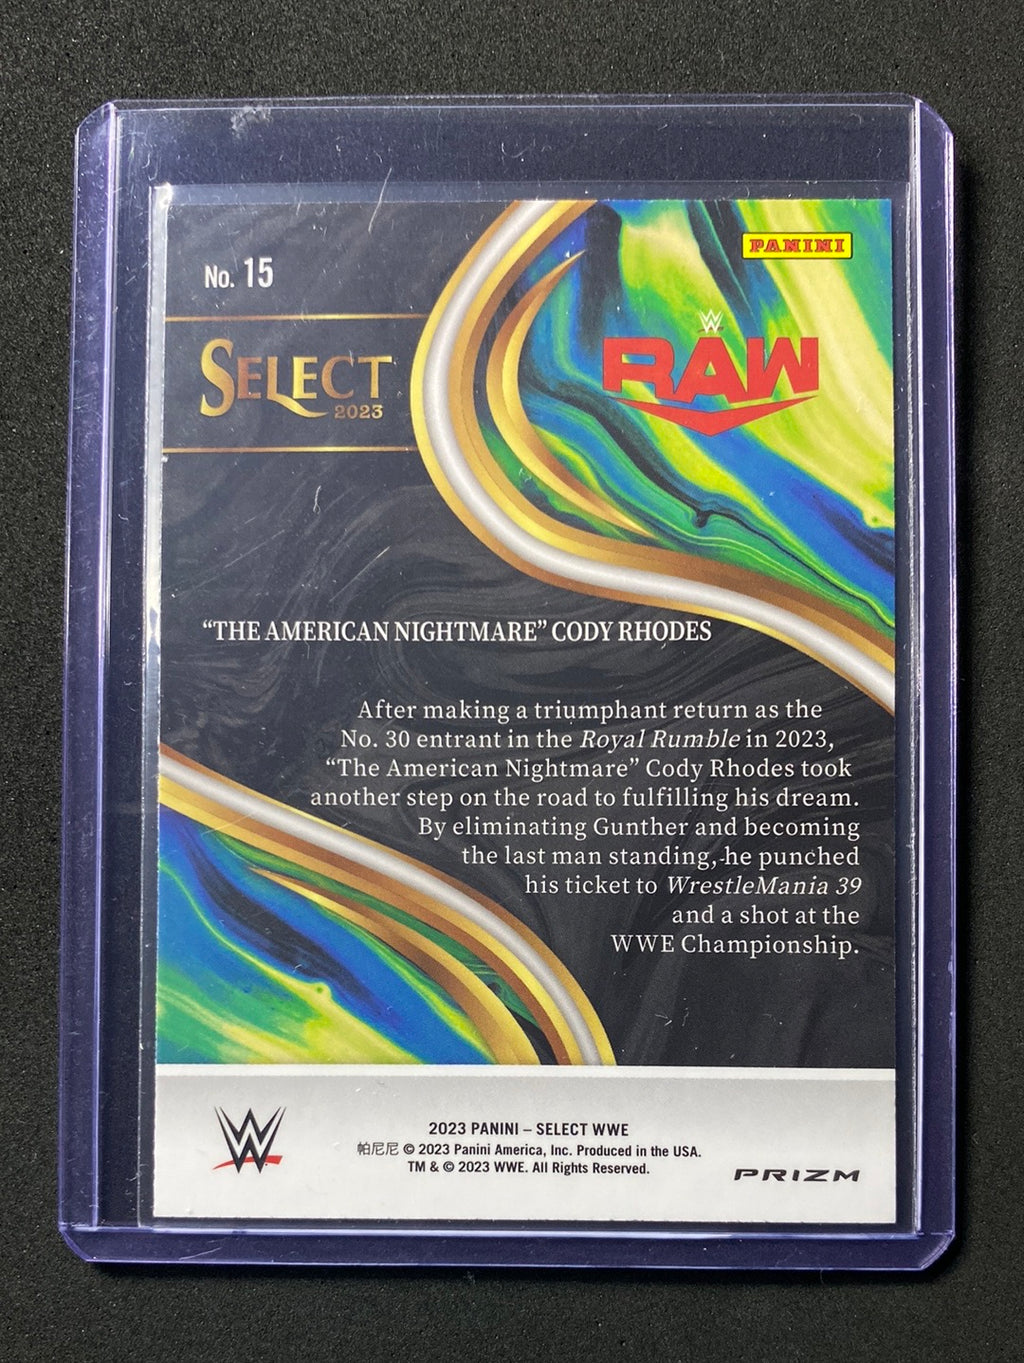 No. 15
PANINI
SELECT
2023
W
RAW
“THE AMERICAN NIGHTMARE” CODY RHODES
After making a triumphant return as the
No. 30 entrant in the Royal Rumble in 2023,
“The American Nightmare” Cody Rhodes took
another step on the road to fulfilling his dream.
By eliminating Gunther and becoming
the last man standing, he punched
his ticket to WrestleMania 39
and a shot at the
WWE Championship.
W
2023 PANINI – SELECT WWE
帕尼尼 © 2023 Panini America, Inc. Produced in the USA.
TM & © 2023 WWE. All Rights Reserved.
PRIZM